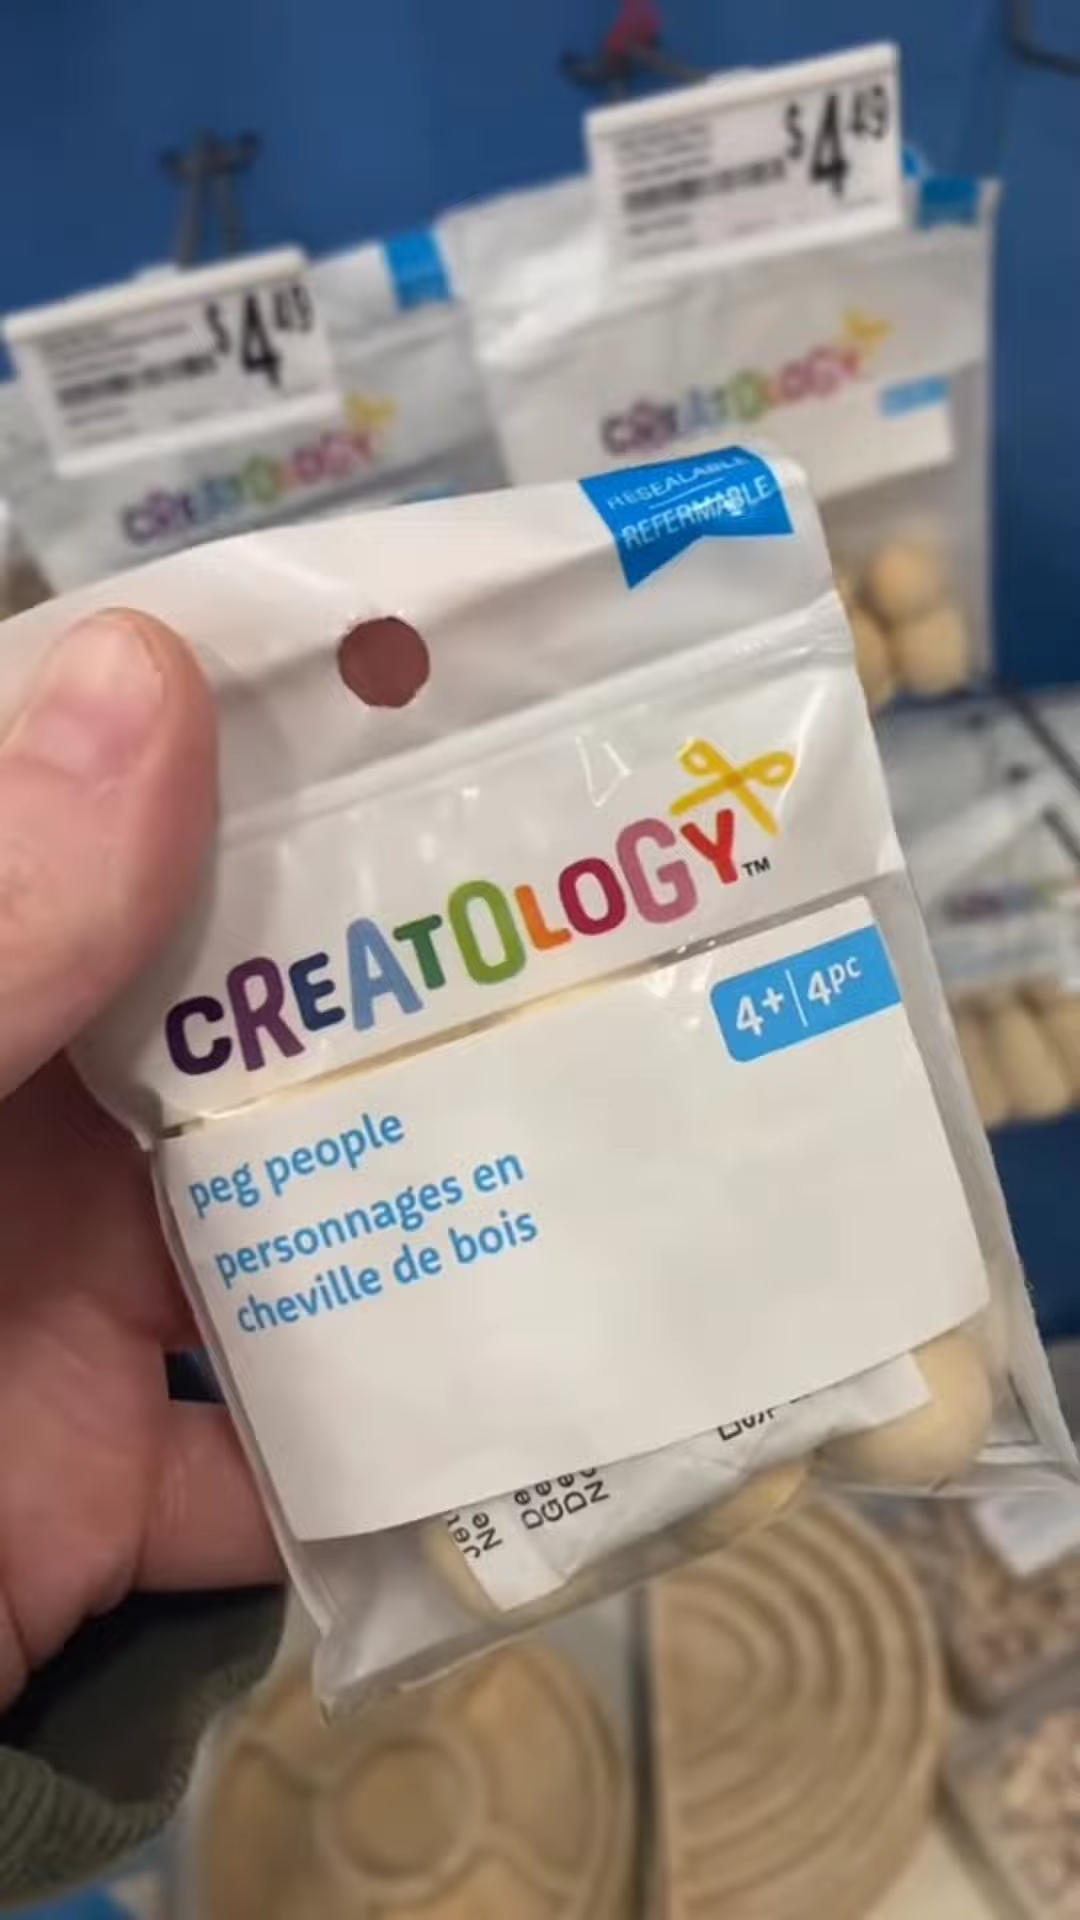 $4 49
$4 49
CREATOLOGY
CREATOLOGY
RESEALABLE
REFERMABLE
CREATOLOGY™
4+ | 4pc
peg people
personnages en
cheville de bois